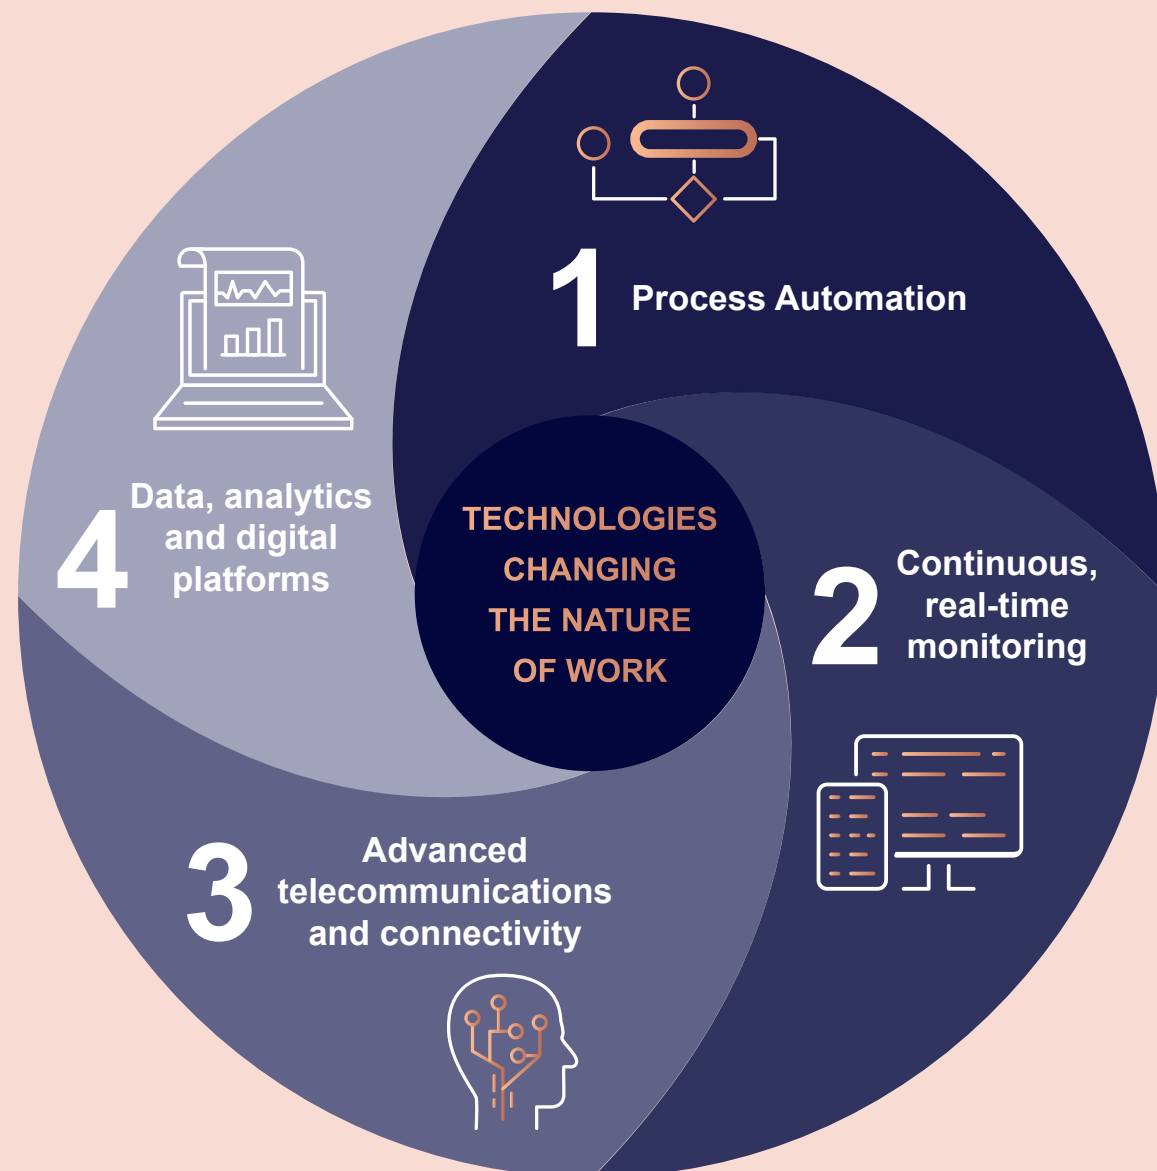 1
Process Automation
TECHNOLOGIES
CHANGING
THE NATURE
OF WORK
2
Continuous,
real-time
monitoring
3
Advanced
telecommunications
and connectivity
4
Data, analytics
and digital
platforms